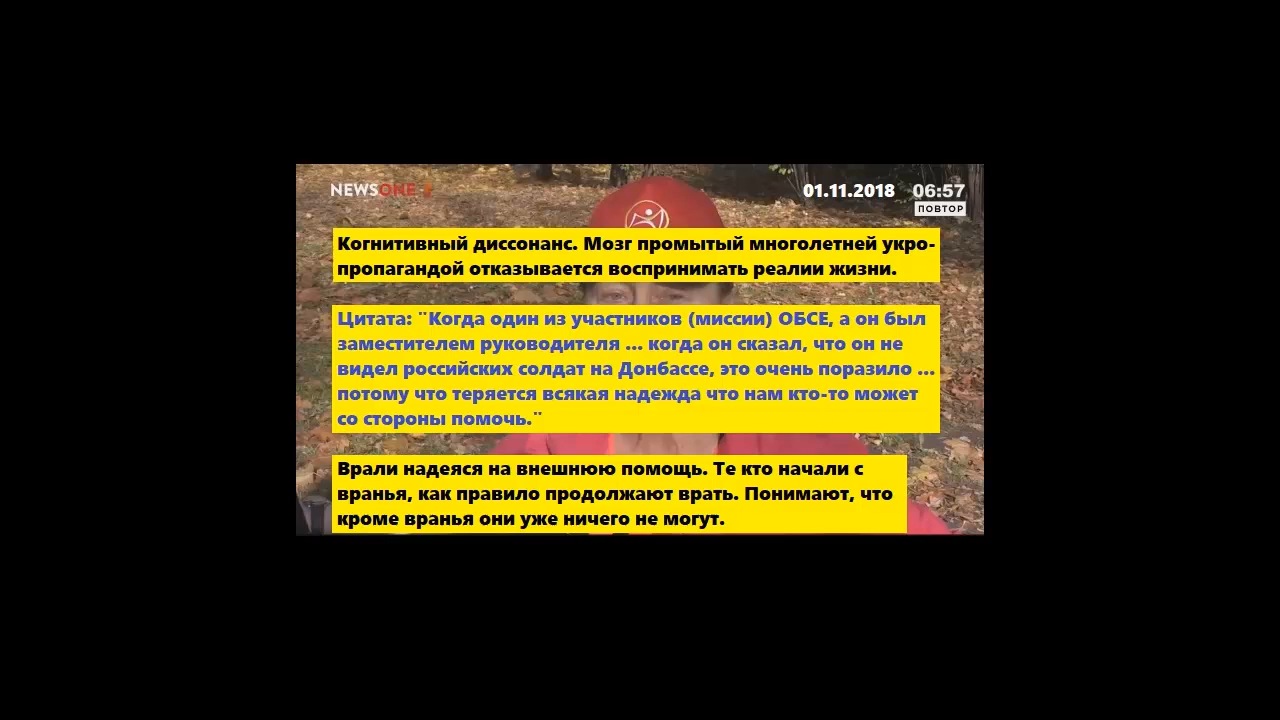 NEWSONE
01.11.2018 06:57
ПОВТОР
Когнитивный диссонанс. Мозг промытый многолетней укро-
пропагандой отказывается воспринимать реалии жизни.
Цитата: ¨Когда один из участников (миссии) ОБСЕ, а он был
заместителем руководителя ... когда он сказал, что он не
видел российских солдат на Донбассе, это очень поразило ...
потому что теряется всякая надежда что нам кто-то может
со стороны помочь.¨
Врали надеяся на внешнюю помощь. Те кто начали с
вранья, как правило продолжают врать. Понимают, что
кроме вранья они уже ничего не могут.